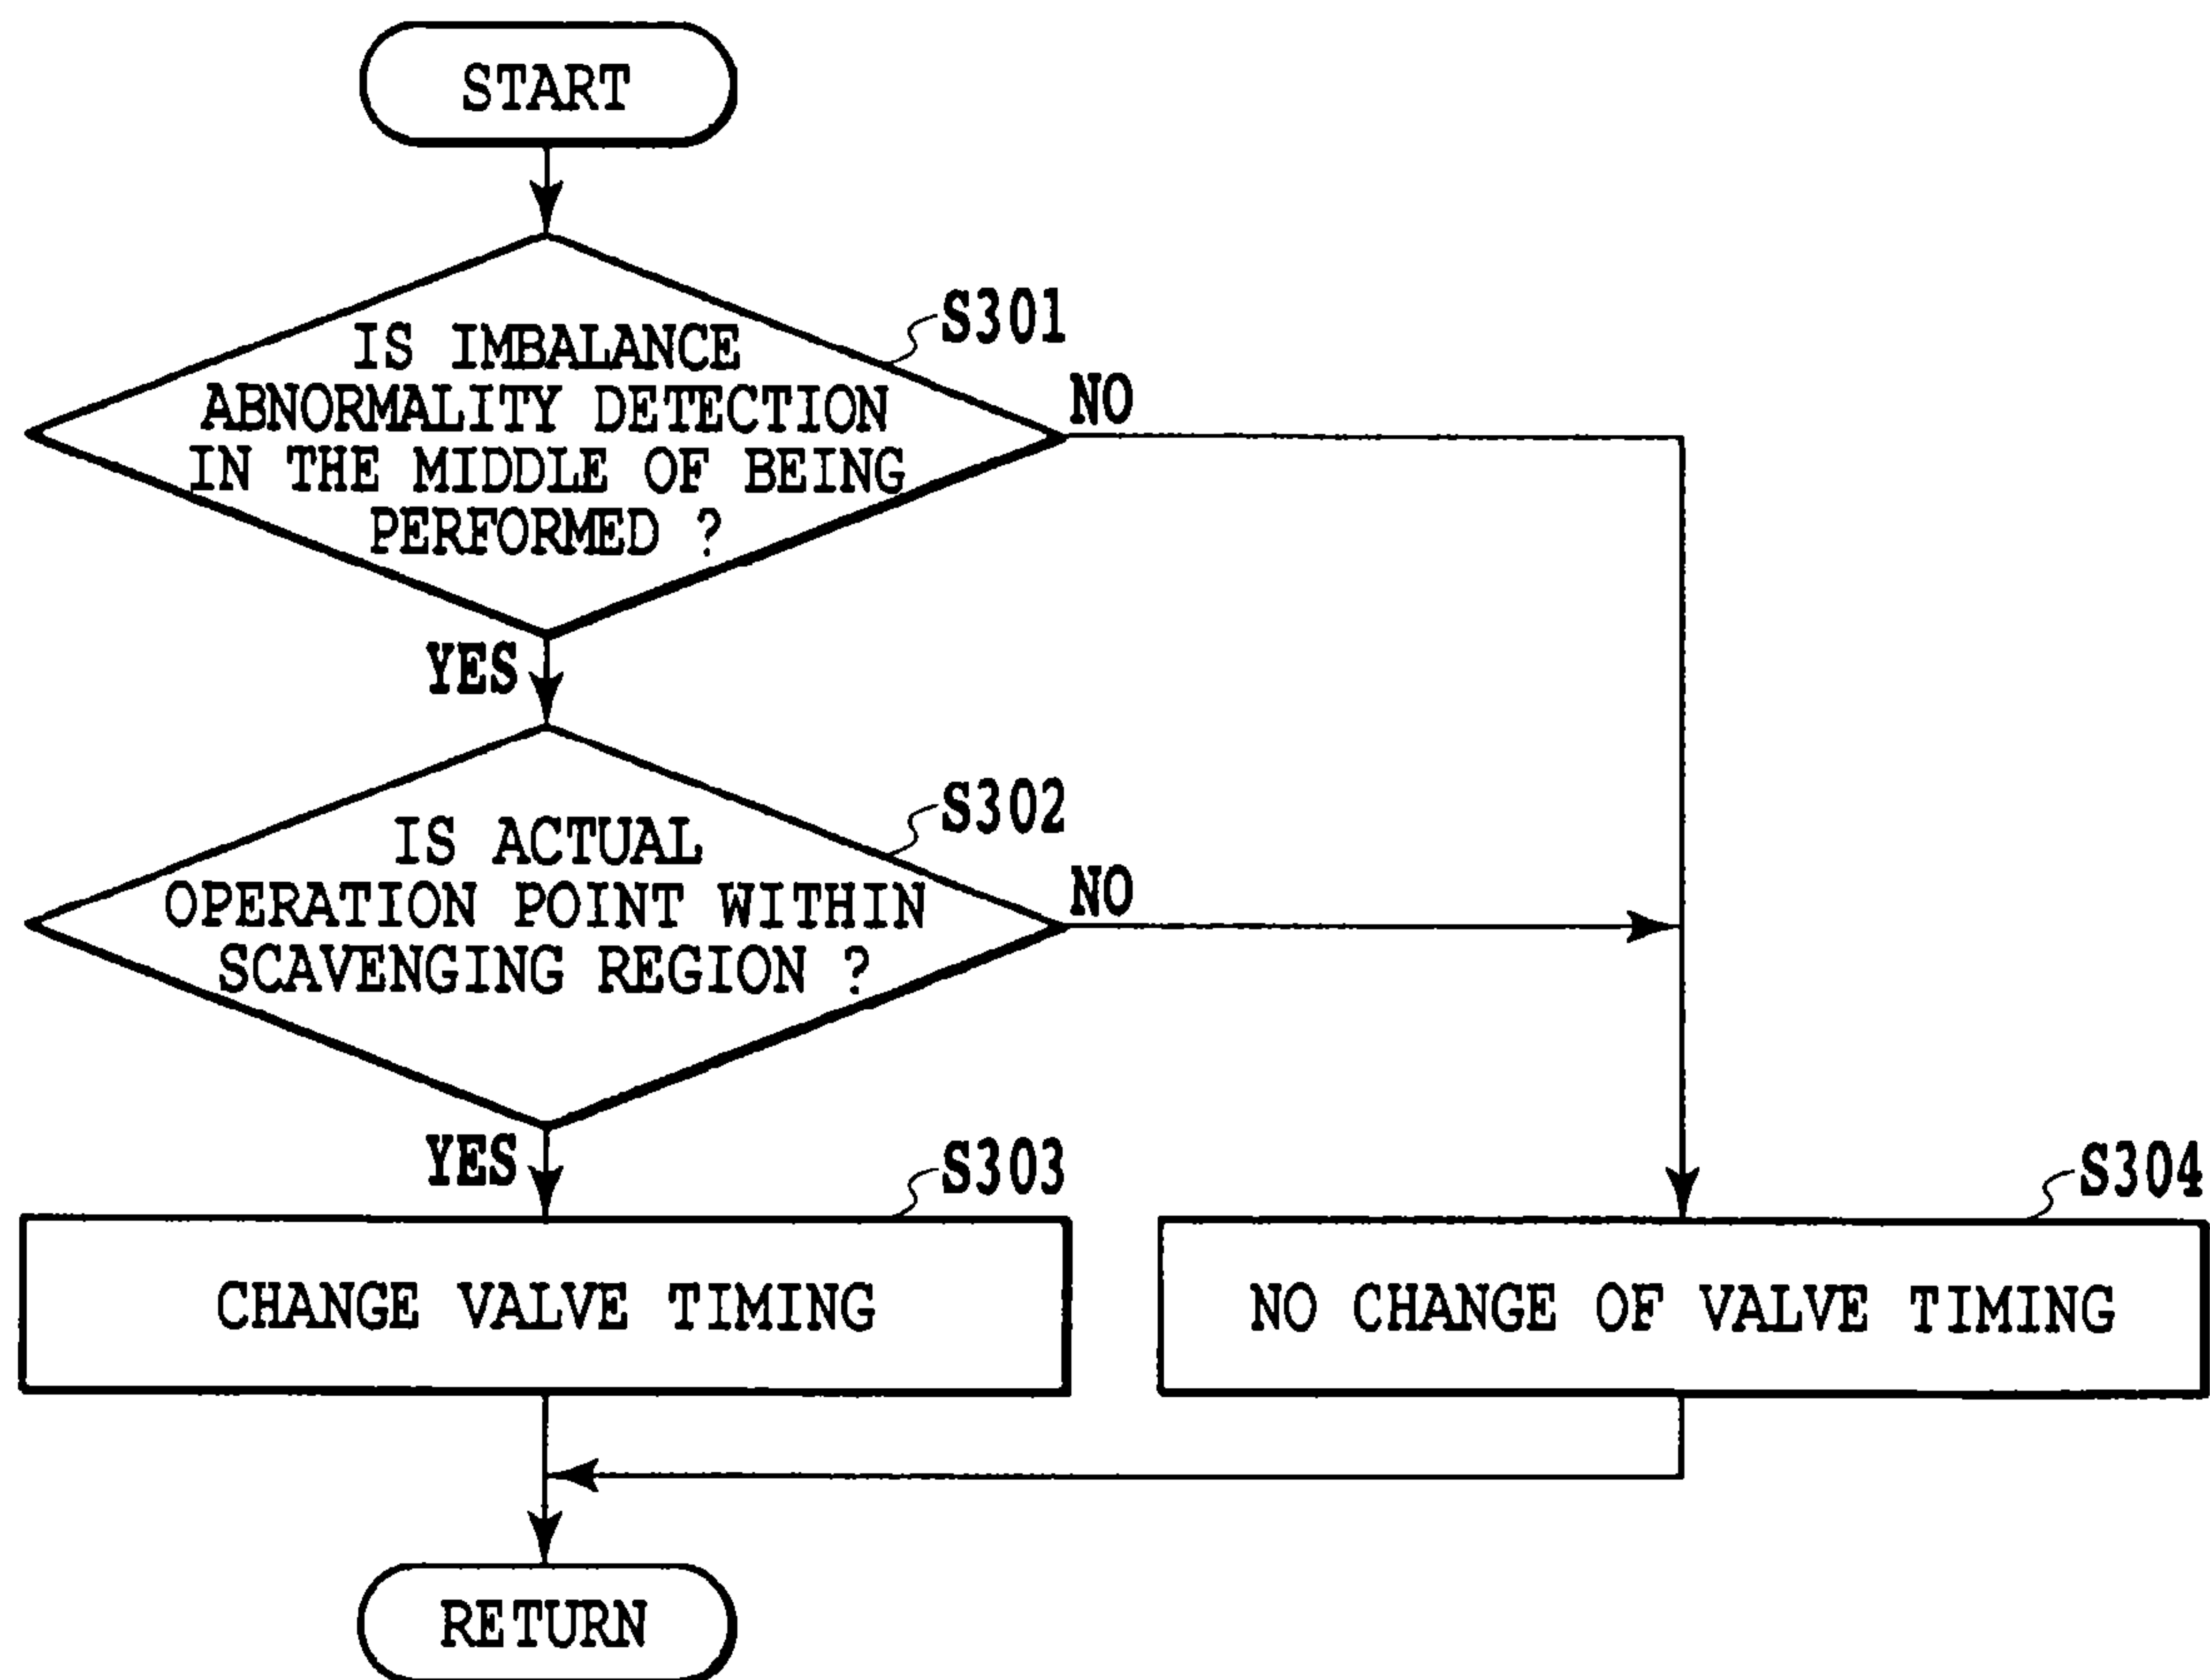 START
S301
IS IMBALANCE
ABNORMALITY DETECTION
IN THE MIDDLE OF BEING
PERFORMED ?
NO
YES
S302
IS ACTUAL
OPERATION POINT WITHIN
SCAVENGING REGION ?
NO
YES
S303
CHANGE VALVE TIMING
S304
NO CHANGE OF VALVE TIMING
RETURN